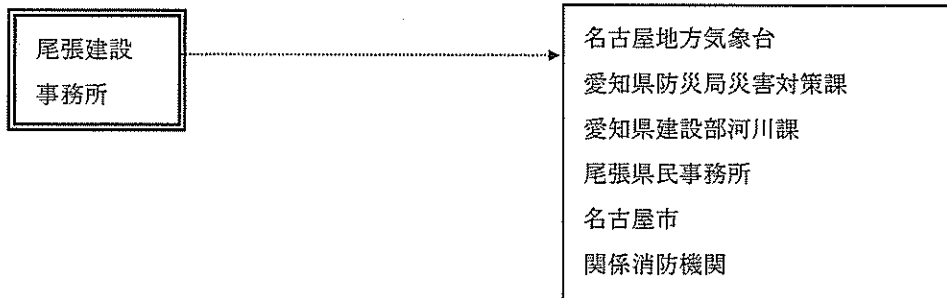 尾張建設
事務所
名古屋地方気象台
愛知県防災局災害対策課
愛知県建設部河川課
尾張県民事務所
名古屋市
関係消防機関